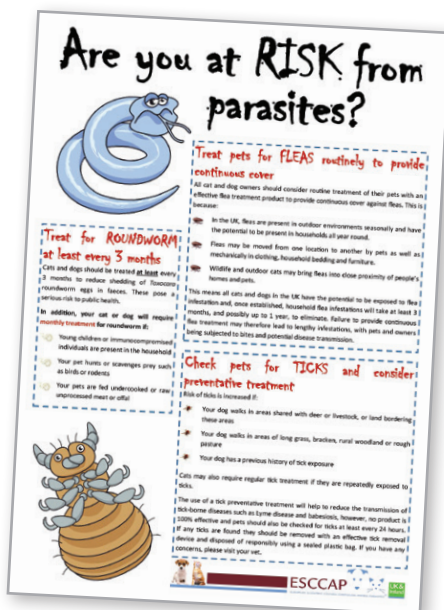 Are you at RISK from
parasites?
Treat pets for FLEAS routinely to provide
continuous cover
All cat and dog owners should consider routine treatment of their pets with an
effective flea treatment product to provide continuous cover against fleas. This is
because:
In the UK, fleas are present in outdoor environments seasonally and have
the potential to be present in households all year round.
Fleas may be moved from one location to another by pets as well as
mechanically in clothing, household bedding and furniture.
Wildlife and outdoor cats may bring fleas into close proximity of people's
homes and pets.
This means all cats and dogs in the UK have the potential to be exposed to flea
infestation and, once established, household flea infestations will take at least 3
months, and possibly up to 1 year, to eliminate. Failure to provide continuous
flea treatment may therefore lead to lengthy infestations, with pets and owners
being subjected to bites and potential disease transmission.
Treat for ROUNDWORM
at least every 3 months
Cats and dogs should be treated at least every
3 months to reduce shedding of Toxocara
roundworm eggs in faeces. These pose a
serious risk to public health.
In addition, your cat or dog will require
monthly treatment for roundworm if:
Young children or immunocompromised
individuals are present in the household
Your pet hunts or scavenges prey such
as birds or rodents
Your pets are fed undercooked or raw
unprocessed meat or offal
Check pets for TICKS and consider
preventative treatment
Risk of ticks is increased if:
Your dog walks in areas shared with deer or livestock, or land bordering
these areas
Your dog walks in areas of long grass, bracken, rural woodland or rough
pasture
Your dog has a previous history of tick exposure
Cats may also require regular tick treatment if they are repeatedly exposed to
ticks.
The use of a tick preventative treatment will help to reduce the transmission of
tick-borne diseases such as Lyme disease and babesiosis, however, no product is
100% effective and pets should also be checked for ticks at least every 24 hours.
If any ticks are found they should be removed with an effective tick removal
device and disposed of responsibly using a sealed plastic bag. If you have any
concerns, please visit your vet.
ESCCAP
UK &